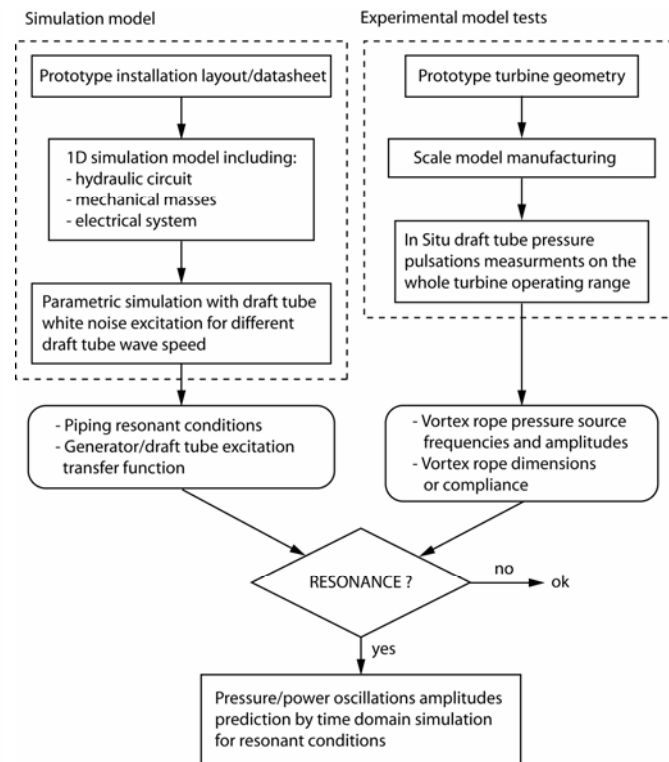 Simulation model
Prototype installation layout/datasheet
1D simulation model including:
- hydraulic circuit
- mechanical masses
- electrical system
Parametric simulation with draft tube
white noise excitation for different
draft tube wave speed
- Piping resonant conditions
- Generator/draft tube excitation
transfer function
Experimental model tests
Prototype turbine geometry
Scale model manufacturing
In Situ draft tube pressure
pulsations measurments on the
whole turbine operating range
- Vortex rope pressure source
frequencies and amplitudes
- Vortex rope dimensions
or compliance
RESONANCE ?
no
ok
yes
Pressure/power oscillations amplitudes
prediction by time domain simulation
for resonant conditions